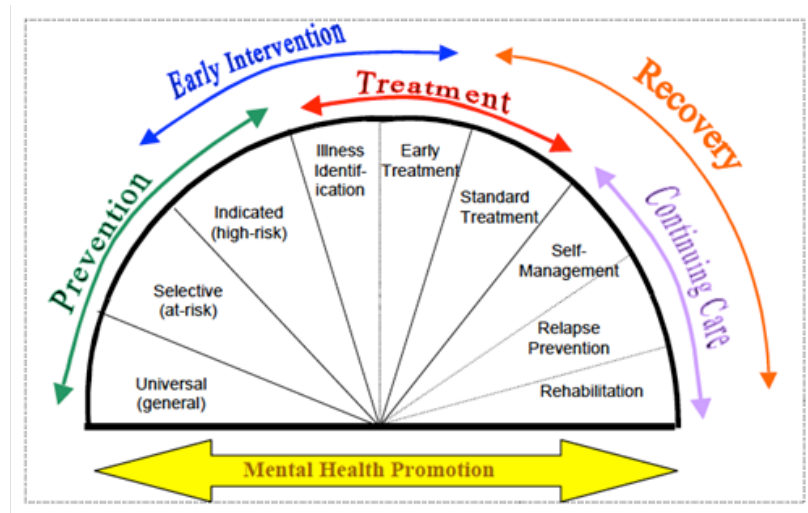 Early Intervention
Treatment
Recovery
Prevention
Continuing Care
Illness
Identif-
ication
Early
Treatment
Indicated
(high-risk)
Standard
Treatment
Selective
(at-risk)
Self-
Management
Universal
(general)
Relapse
Prevention
Rehabilitation
Mental Health Promotion